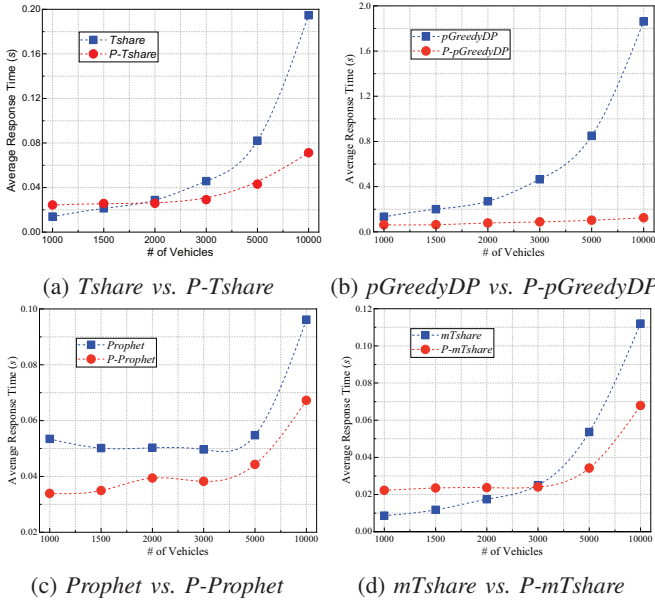 0.20
0.16
0.12
0.08
0.04
0.00
Average Response Time (s)
Tshare
P-Tshare
1000 1500 2000 3000 5000 10000
# of Vehicles
(a) Tshare vs. P-Tshare
2.0
1.6
1.2
0.8
0.4
0.0
Average Response Time (s)
pGreedyDP
P-pGreedyDP
1000 1500 2000 3000 5000 10000
# of Vehicles
(b) pGreedyDP vs. P-pGreedyDP
0.10
0.08
0.06
0.04
0.02
Average Response Time (s)
Prophet
P-Prophet
1000 1500 2000 3000 5000 10000
# of Vehicles
(c) Prophet vs. P-Prophet
0.12
0.10
0.08
0.06
0.04
0.02
0.00
Average Response Time (s)
mTshare
P-mTshare
1000 1500 2000 3000 5000 10000
# of Vehicles
(d) mTshare vs. P-mTshare